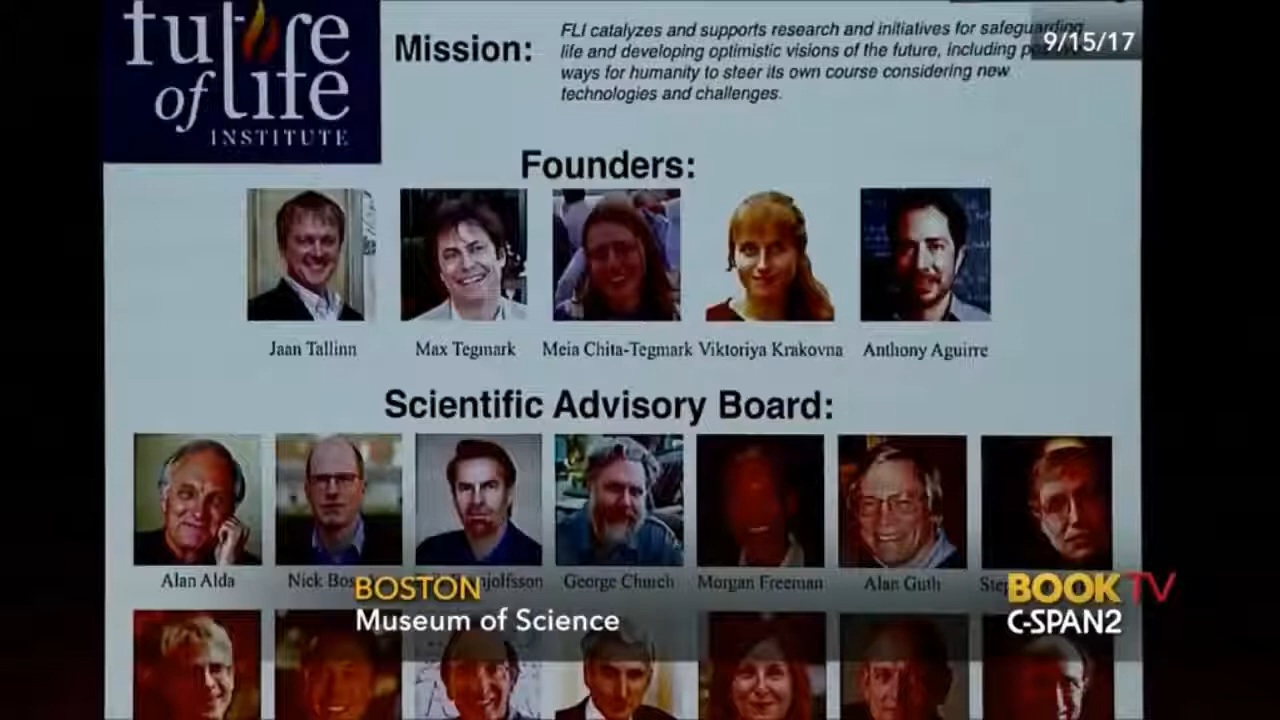 future
of life
INSTITUTE
Mission:
FLI catalyzes and supports research and initiatives for safeguarding
life and developing optimistic visions of the future, including
ways for humanity to steer its own course considering new
technologies and challenges.
9/15/17
Founders:
Jaan Tallinn Max Tegmark Meia Chita-Tegmark Viktoriya Krakovna Anthony Aguirre
Scientific Advisory Board:
Alan Alda Nick George Church Morgan Freeman Alan Guth
BOSTON
Museum of Science
BOOK TV
C-SPAN2